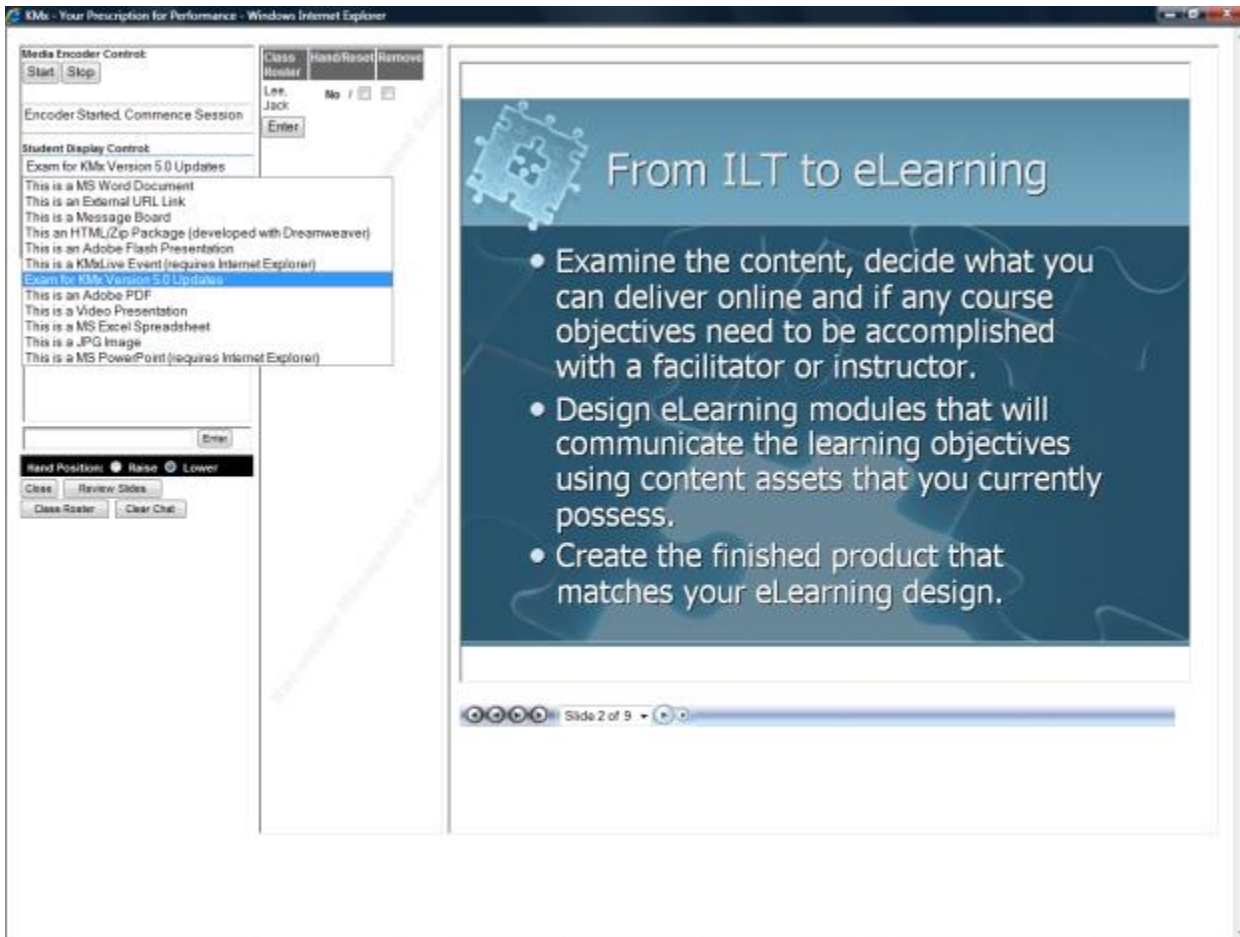 KMx - Your Prescription for Performance - Windows Internet Explorer
Media Encoder Control:
Start Stop
Encoder Started, Commence Session
Student Display Control:
Exam for KMx Version 5.0 Updates
This is a MS Word Document
This is an External URL Link
This is a Message Board
This an HTML/Zip Package (developed with Dreamweaver)
This is an Adobe Flash Presentation
This is a KMxLive Event (requires Internet Explorer)
Exam for KMx Version 5.0 Updates
This is an Adobe PDF
This is a Video Presentation
This is a MS Excel Spreadsheet
This is a JPG Image
This is a MS PowerPoint (requires Internet Explorer)
Enter
Hand Position: Raise Lower
Close Review Slides
Class Roster Clear Chat
Class Roster Hand/Reset Remove
Lee, Jack No /
Enter
From ILT to eLearning
• Examine the content, decide what you
can deliver online and if any course
objectives need to be accomplished
with a facilitator or instructor.
• Design eLearning modules that will
communicate the learning objectives
using content assets that you currently
possess.
• Create the finished product that
matches your eLearning design.
Slide 2 of 9